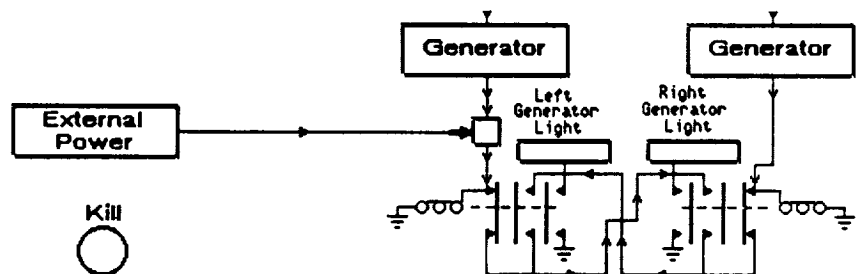 Generator
Generator
Left
Generator
Light
Right
Generator
Light
External
Power
Kill